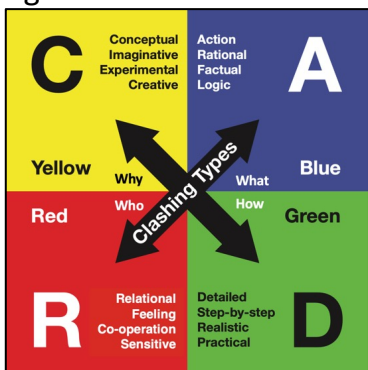 C
Conceptual
Imaginative
Experimental
Creative
Action
Rational
Factual
Logic
A
Yellow
Why
What
Blue
Clashing Types
Red
Who
How
Green
R
Relational
Feeling
Co-operation
Sensitive
Detailed
Step-by-step
Realistic
Practical
D